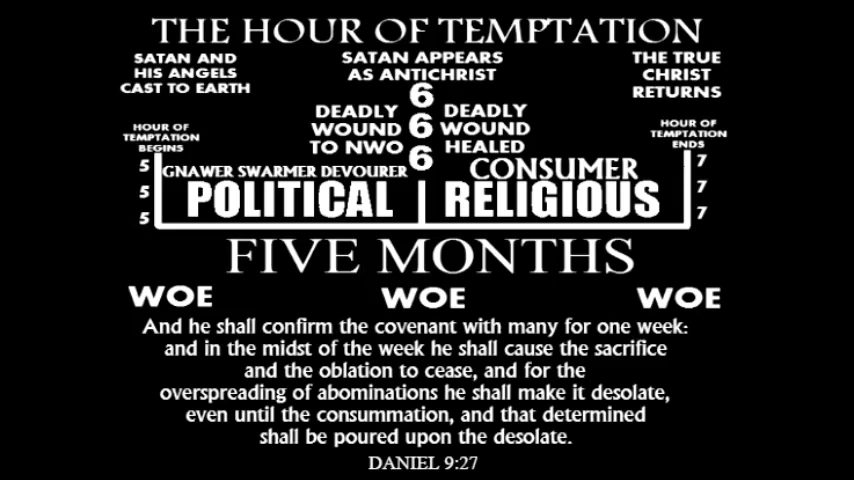 THE HOUR OF TEMPTATION
SATAN AND
HIS ANGELS
CAST TO EARTH
SATAN APPEARS
AS ANTICHRIST
THE TRUE
CHRIST
RETURNS
6
6
6
DEADLY
WOUND
TO NWO
DEADLY
WOUND
HEALED
HOUR OF
TEMPTATION
BEGINS
HOUR OF
TEMPTATION
ENDS
5
5
5
GNAWER SWARMER DEVOURER
POLITICAL
CONSUMER
RELIGIOUS
7
7
7
FIVE MONTHS
WOE WOE WOE
And he shall confirm the covenant with many for one week:
and in the midst of the week he shall cause the sacrifice
and the oblation to cease, and for the
overspreading of abominations he shall make it desolate,
even until the consummation, and that determined
shall be poured upon the desolate.
DANIEL 9:27